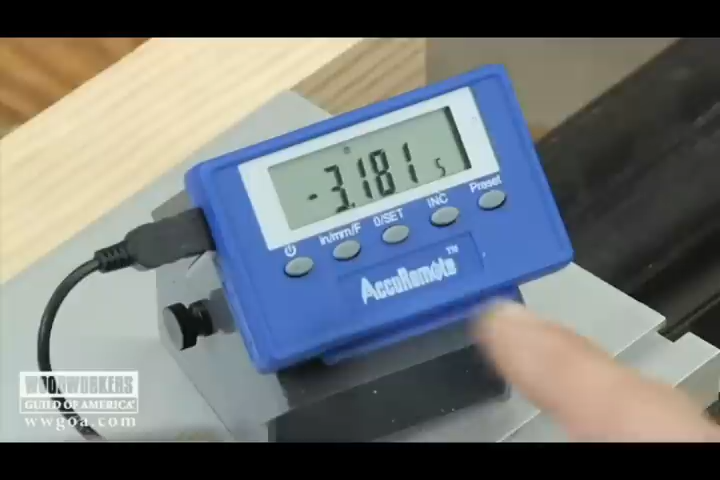 -3.181 5
⏻ in/mm/F 0/SET INC Preset
AccuRemote™
WOODWORKERS
GUILD OF AMERICA
wwgoa.com